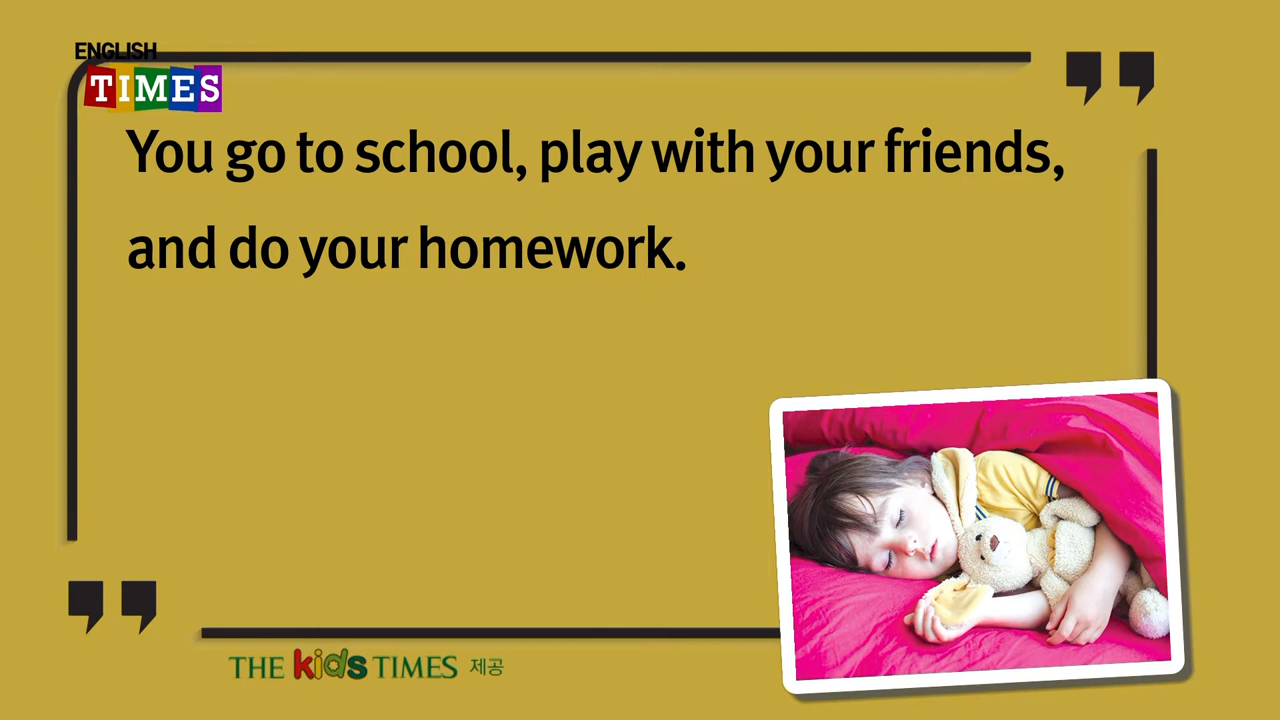 ENGLISH
TIMES
You go to school, play with your friends,
and do your homework.
THE kids TIMES 제공